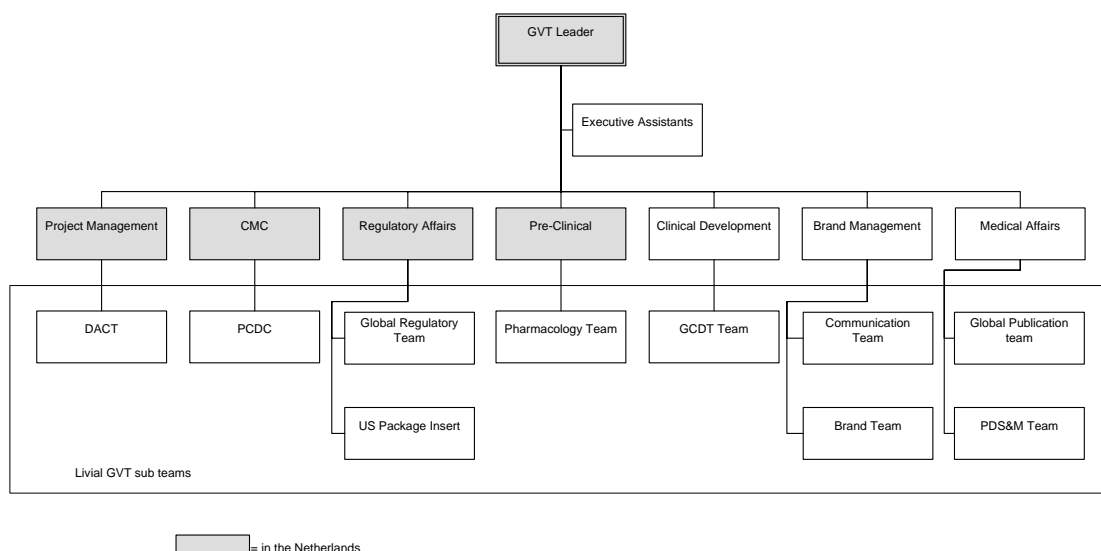 GVT Leader
Executive Assistants
Project Management
CMC
Regulatory Affairs
Pre-Clinical
Clinical Development
Brand Management
Medical Affairs
DACT
PCDC
Global Regulatory
Team
Pharmacology Team
GCDT Team
Communication
Team
Global Publication
team
US Package Insert
Brand Team
PDS&M Team
Livial GVT sub teams
= in the Netherlands